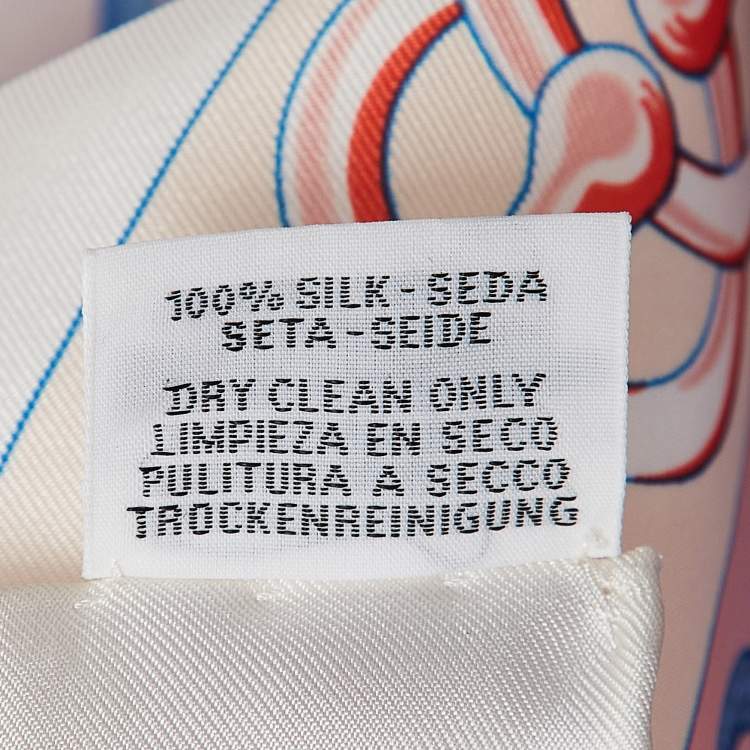 100% SILK - SEDA
SETA - SEIDE
DRY CLEAN ONLY
LIMPIEZA EN SECO
PULITURA A SECCO
TROCKENREINIGUNG